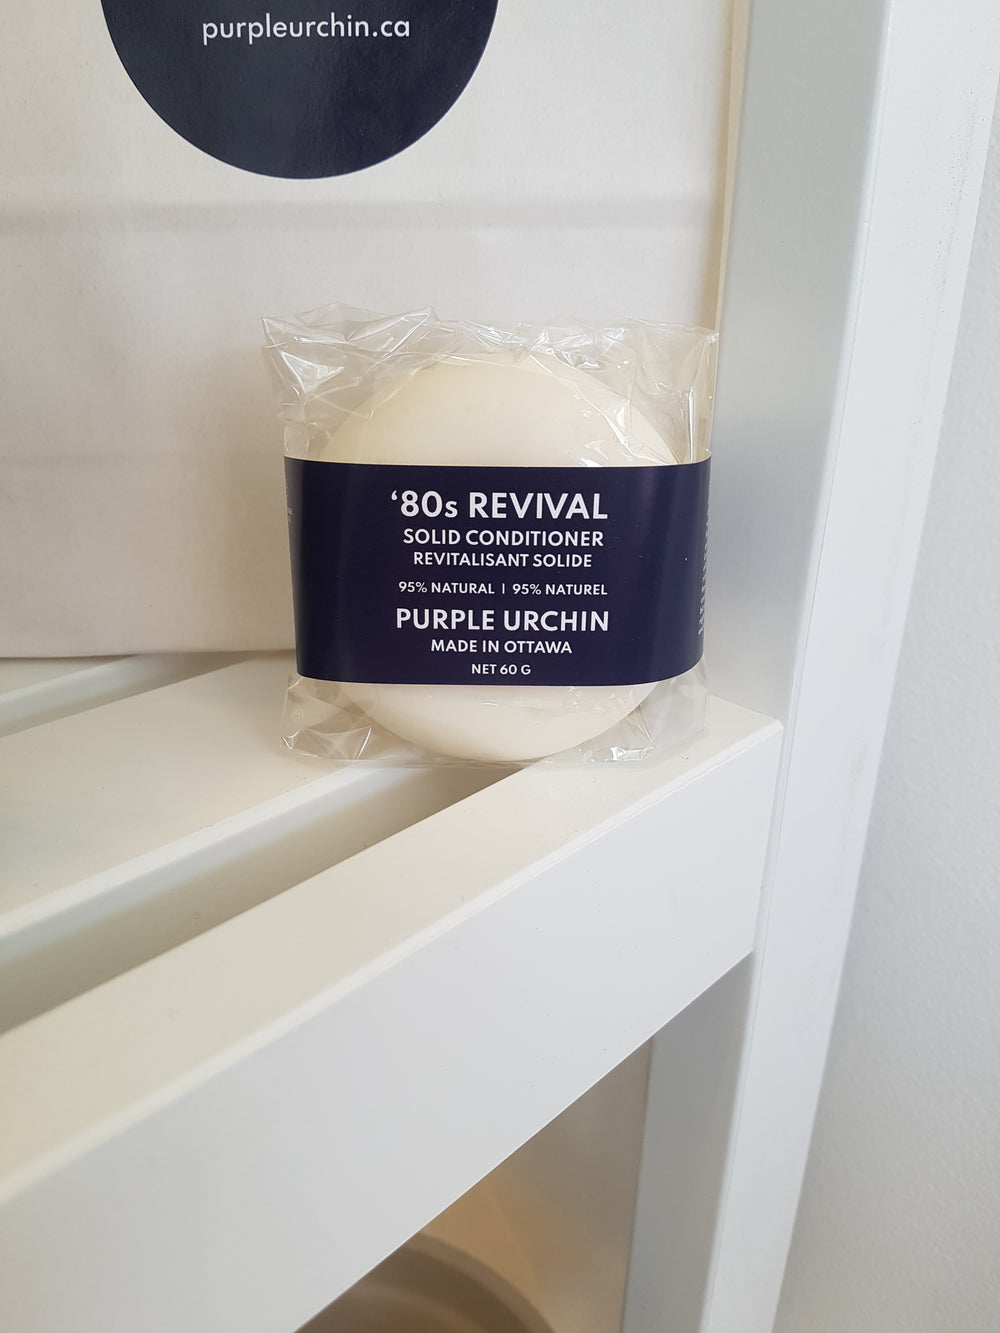 purpleurchin.ca
‘80s REVIVAL
SOLID CONDITIONER
REVITALISANT SOLIDE
95% NATURAL | 95% NATUREL
PURPLE URCHIN
MADE IN OTTAWA
NET 60 G